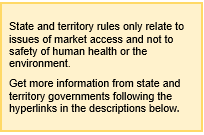 State and territory rules only relate to
issues of market access and not to
safety of human health or the
environment.
Get more information from state and
territory governments following the
hyperlinks in the descriptions below.